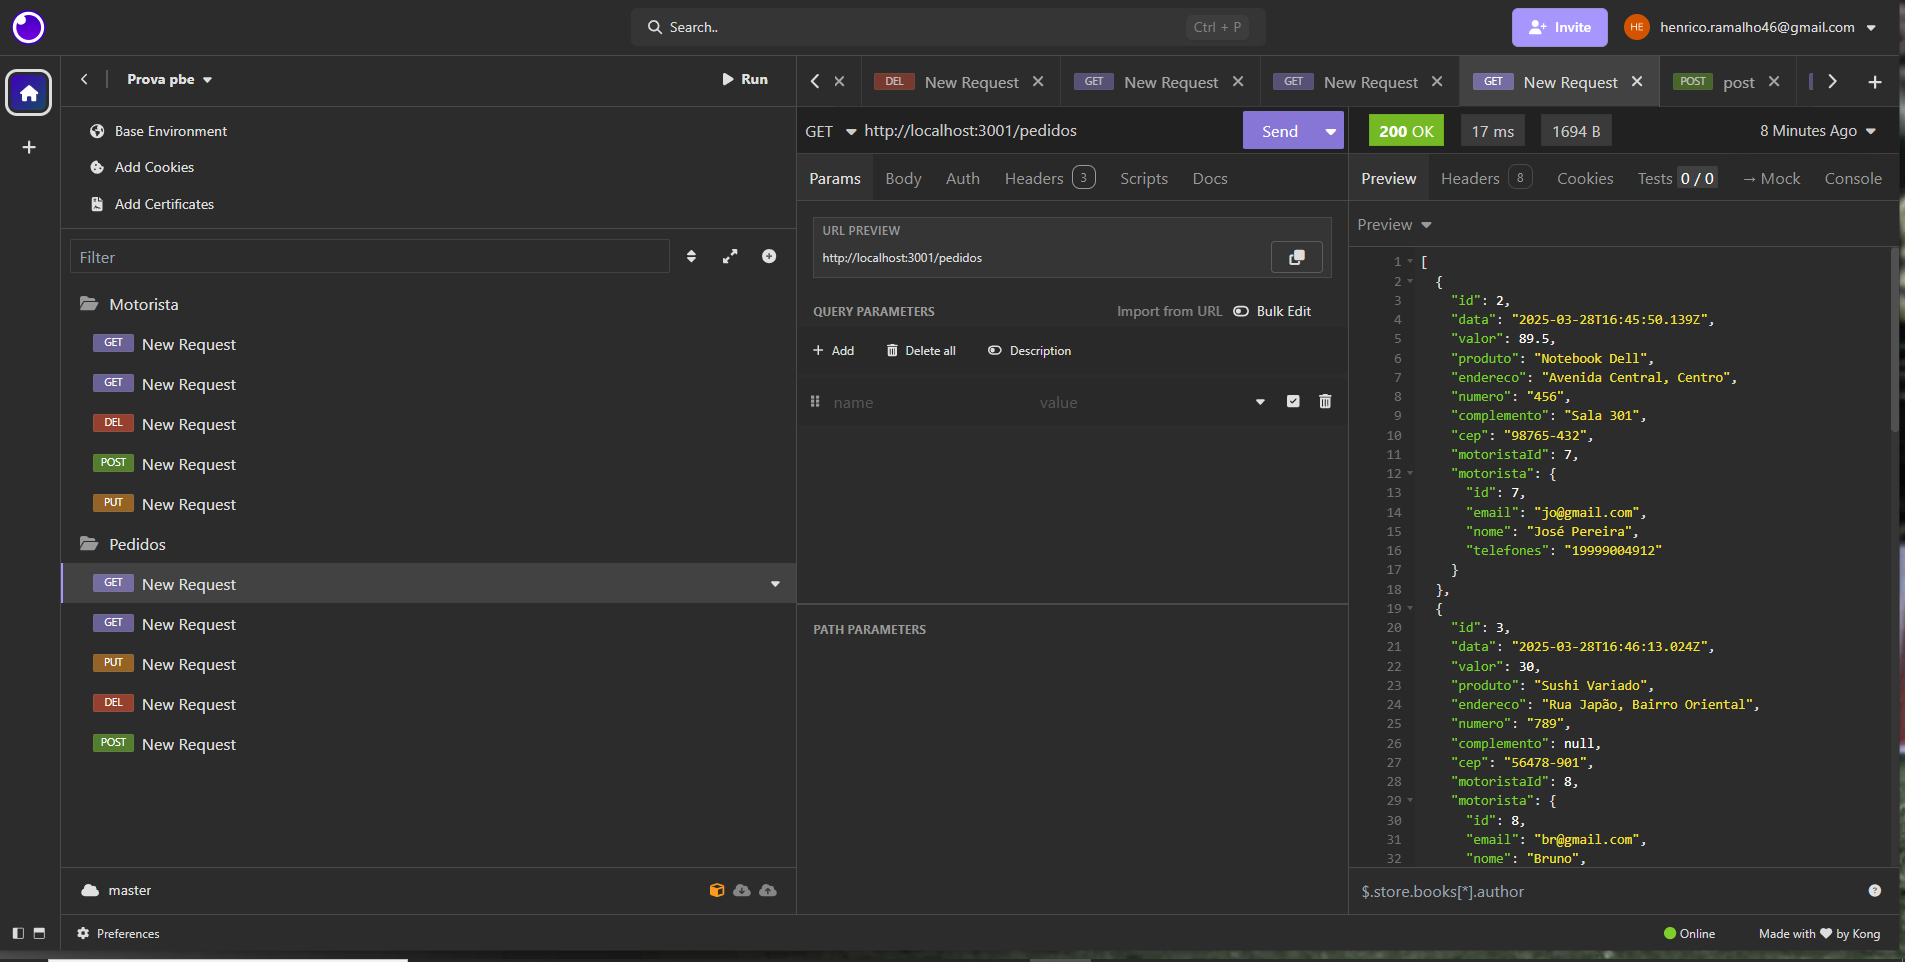 Search..
Ctrl + P
Invite
HE
henrico.ramalho46@gmail.com
Prova pbe
Run
Base Environment
Add Cookies
Add Certificates
Filter
Motorista
GET New Request
GET New Request
DEL New Request
POST New Request
PUT New Request
Pedidos
GET New Request
GET New Request
PUT New Request
DEL New Request
POST New Request
master
Preferences
DEL New Request
GET New Request
GET New Request
GET New Request
POST post
GET http://localhost:3001/pedidos
Send
Params Body Auth Headers 3 Scripts Docs
URL PREVIEW
http://localhost:3001/pedidos
QUERY PARAMETERS
Import from URL
Bulk Edit
+ Add
Delete all
Description
name
value
PATH PARAMETERS
200 OK
17 ms
1694 B
8 Minutes Ago
Preview Headers 8 Cookies Tests 0 / 0 → Mock Console
Preview
1 [
2 {
3 "id": 2,
4 "data": "2025-03-28T16:45:50.139Z",
5 "valor": 89.5,
6 "produto": "Notebook Dell",
7 "endereco": "Avenida Central, Centro",
8 "numero": "456",
9 "complemento": "Sala 301",
10 "cep": "98765-432",
11 "motoristaId": 7,
12 "motorista": {
13 "id": 7,
14 "email": "jo@gmail.com",
15 "nome": "José Pereira",
16 "telefones": "19999004912"
17 }
18 },
19 {
20 "id": 3,
21 "data": "2025-03-28T16:46:13.024Z",
22 "valor": 30,
23 "produto": "Sushi Variado",
24 "endereco": "Rua Japão, Bairro Oriental",
25 "numero": "789",
26 "complemento": null,
27 "cep": "56478-901",
28 "motoristaId": 8,
29 "motorista": {
30 "id": 8,
31 "email": "br@gmail.com",
32 "nome": "Bruno",
$.store.books[*].author
Online
Made with ♥ by Kong